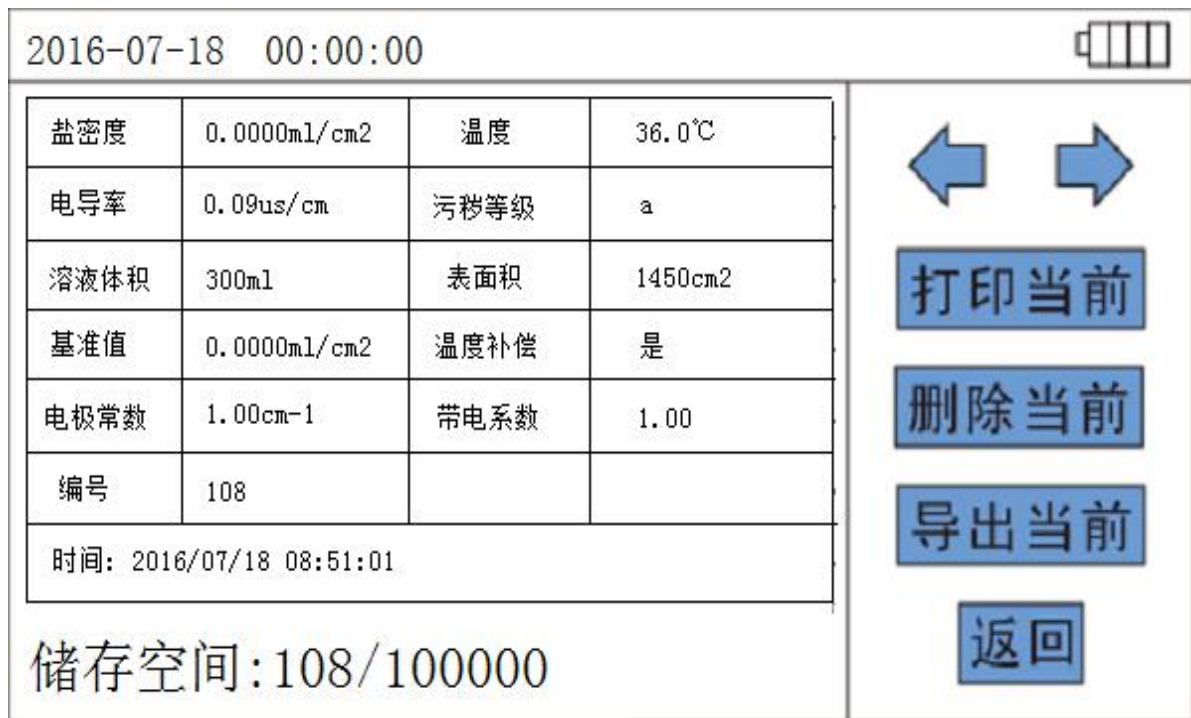 2016-07-18 00:00:00
盐密度 0.0000ml/cm2 温度 36.0℃
电导率 0.09us/cm 污秽等级 a
溶液体积 300ml 表面积 1450cm2
基准值 0.0000ml/cm2 温度补偿 是
电极常数 1.00cm-1 带电系数 1.00
编号 108
时间: 2016/07/18 08:51:01
储存空间:108/100000
打印当前
删除当前
导出当前
返回